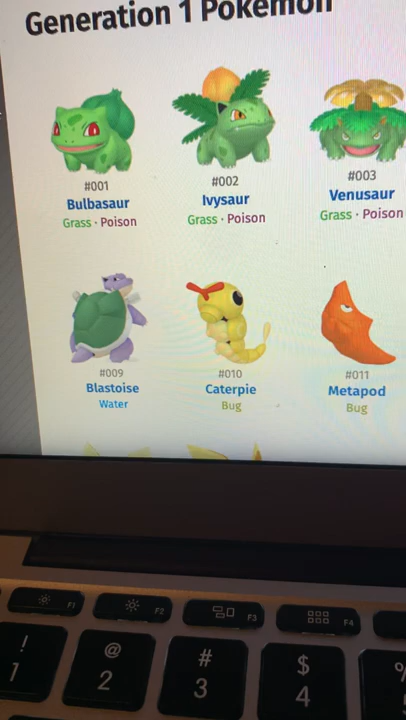 Generation 1 Pokémon
#001
Bulbasaur
Grass · Poison
#002
Ivysaur
Grass · Poison
#003
Venusaur
Grass · Poison
#009
Blastoise
Water
#010
Caterpie
Bug
#011
Metapod
Bug
F1
F2
F3
F4
!
1
@
2
#
3
$
4
%